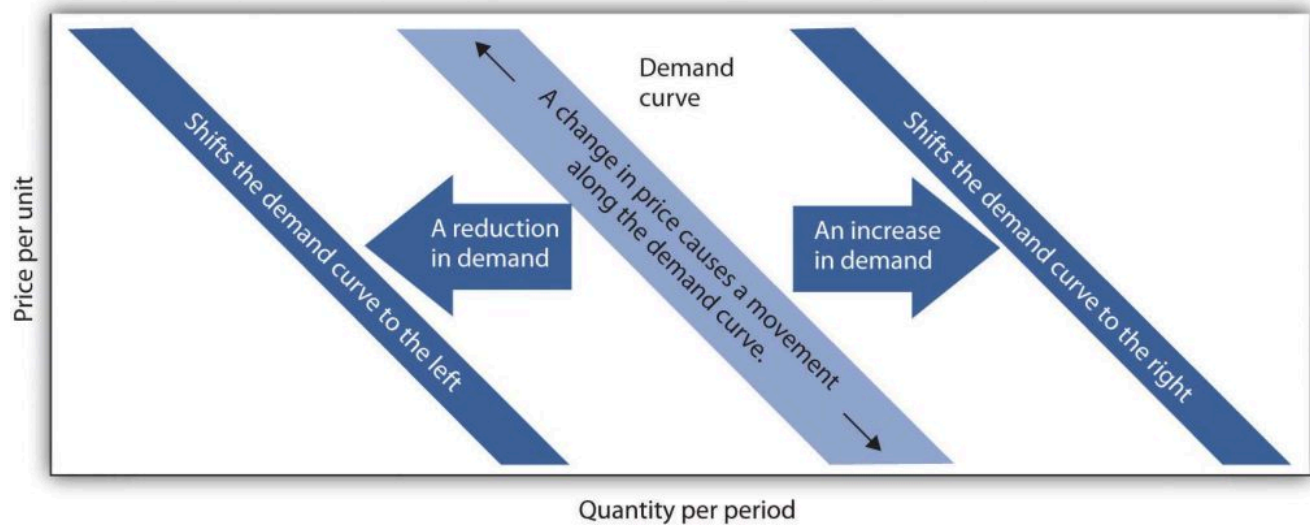 Price per unit
Shifts the demand curve to the left
A reduction
in demand
A change in price causes a movement
along the demand curve.
Demand
curve
An increase
in demand
Shifts the demand curve to the right
Quantity per period